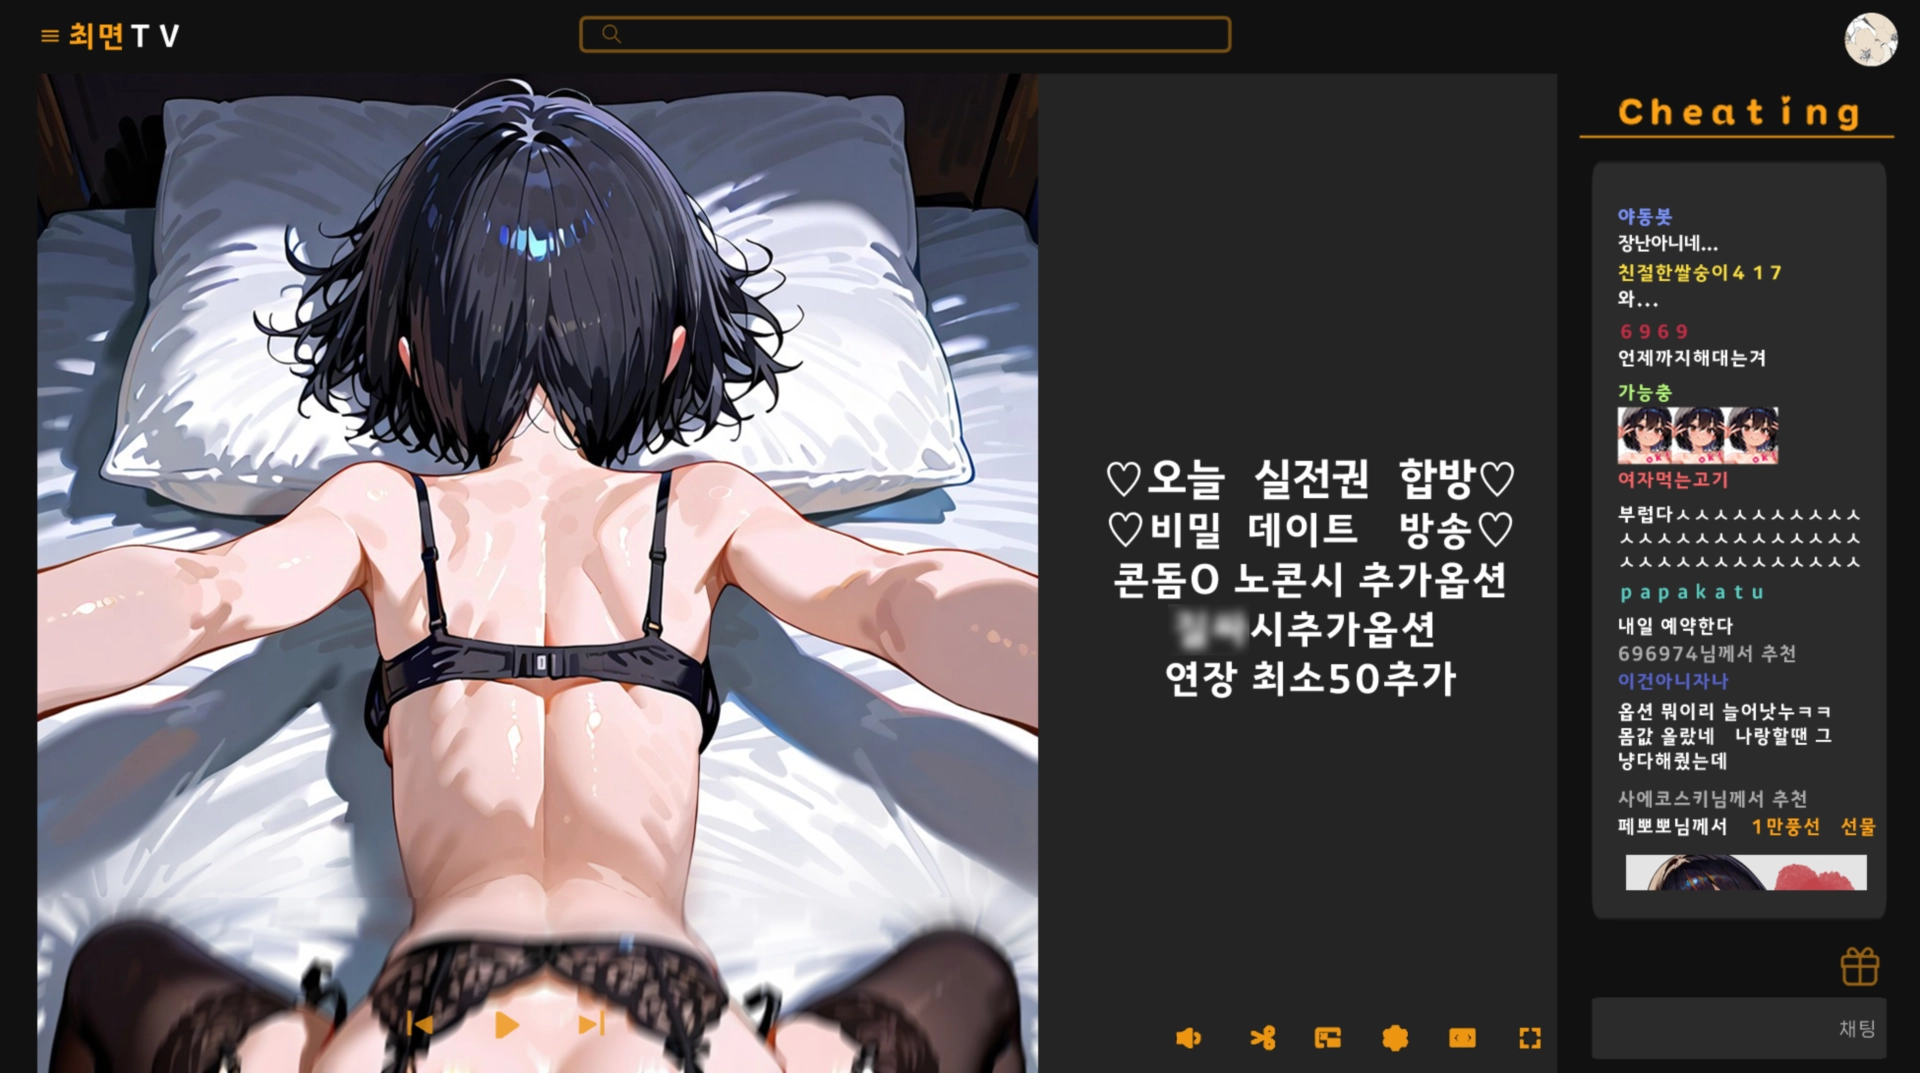 최면TV
Cheating
♡오늘 실전권 합방♡
♡비밀 데이트 방송♡
콘돔O 노콘시 추가옵션
시추가옵션
연장 최소50추가
야동봇
장난아니네...
친절한쌀숭이417
와...
6969
언제까지해대는겨
가능충
여자먹는고기
부럽다ㅅㅅㅅㅅㅅㅅㅅㅅㅅㅅ
ㅅㅅㅅㅅㅅㅅㅅㅅㅅㅅㅅㅅㅅ
ㅅㅅㅅㅅㅅㅅㅅㅅㅅㅅㅅㅅㅅ
papakatu
내일 예약한다
696974님께서 추천
이건아니자나
옵션 뭐이리 늘어낫누ㅋㅋ
몸값 올랐네 나랑할땐 그
냥다해줬는데
사에코스키님께서 추천
페뽀뽀님께서 1만풍선 선물
채팅